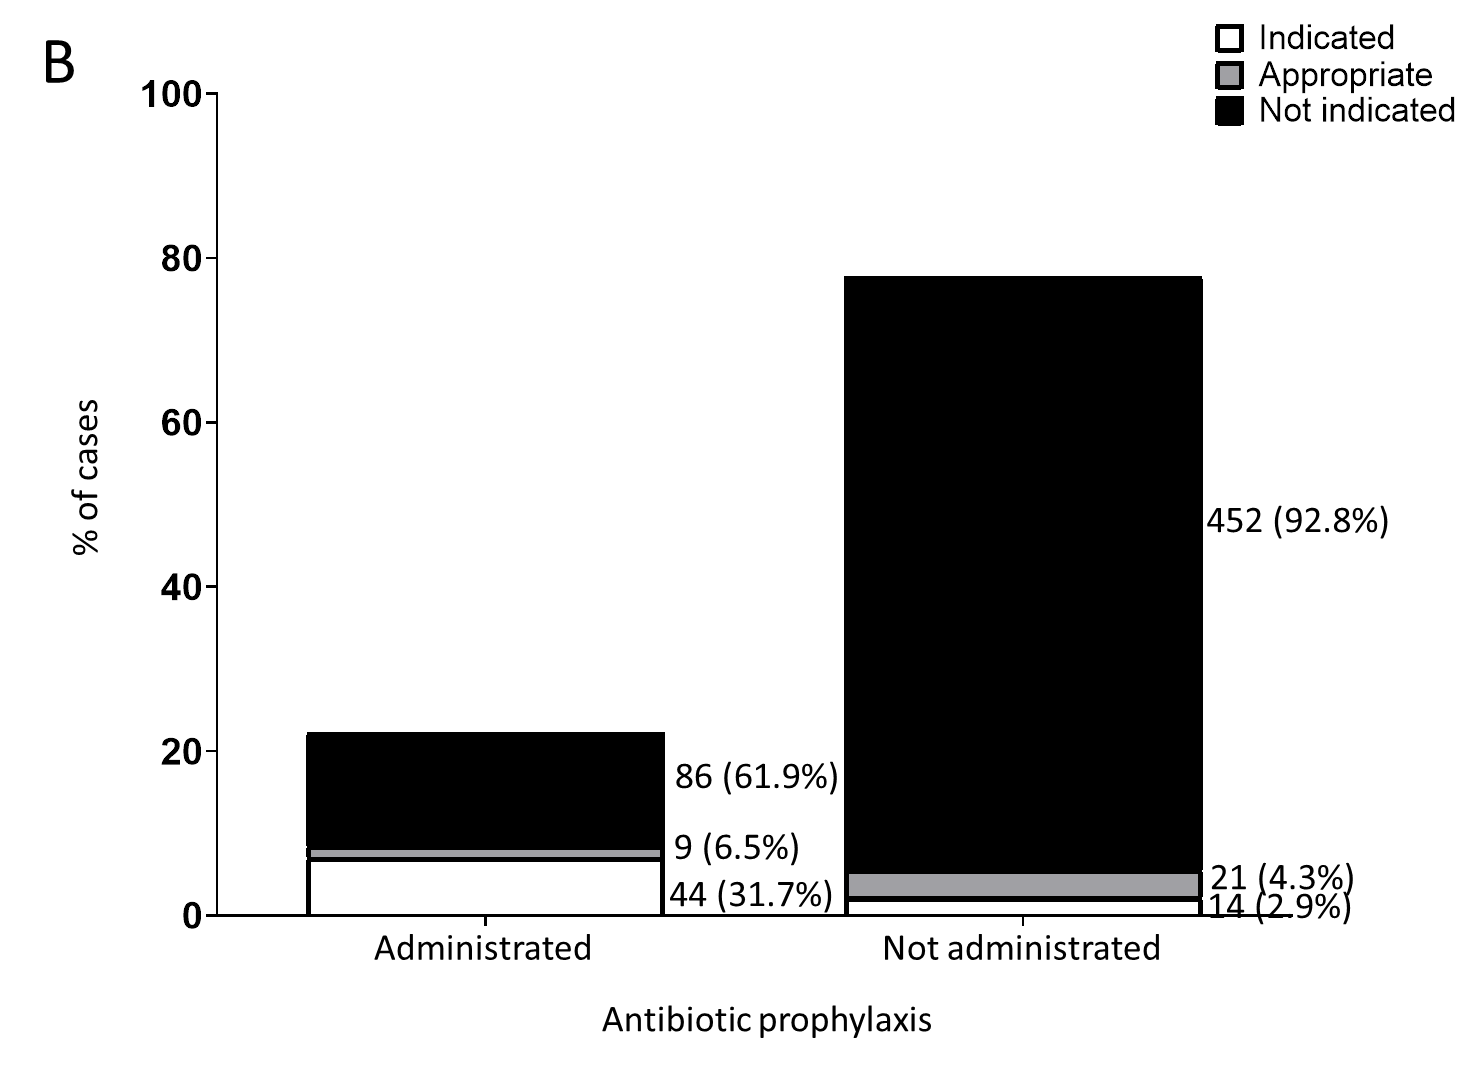 B
Indicated
Appropriate
Not indicated
100
80
60
40
20
0
% of cases
452 (92.8%)
86 (61.9%)
9 (6.5%)
44 (31.7%)
21 (4.3%)
14 (2.9%)
Administrated
Not administrated
Antibiotic prophylaxis